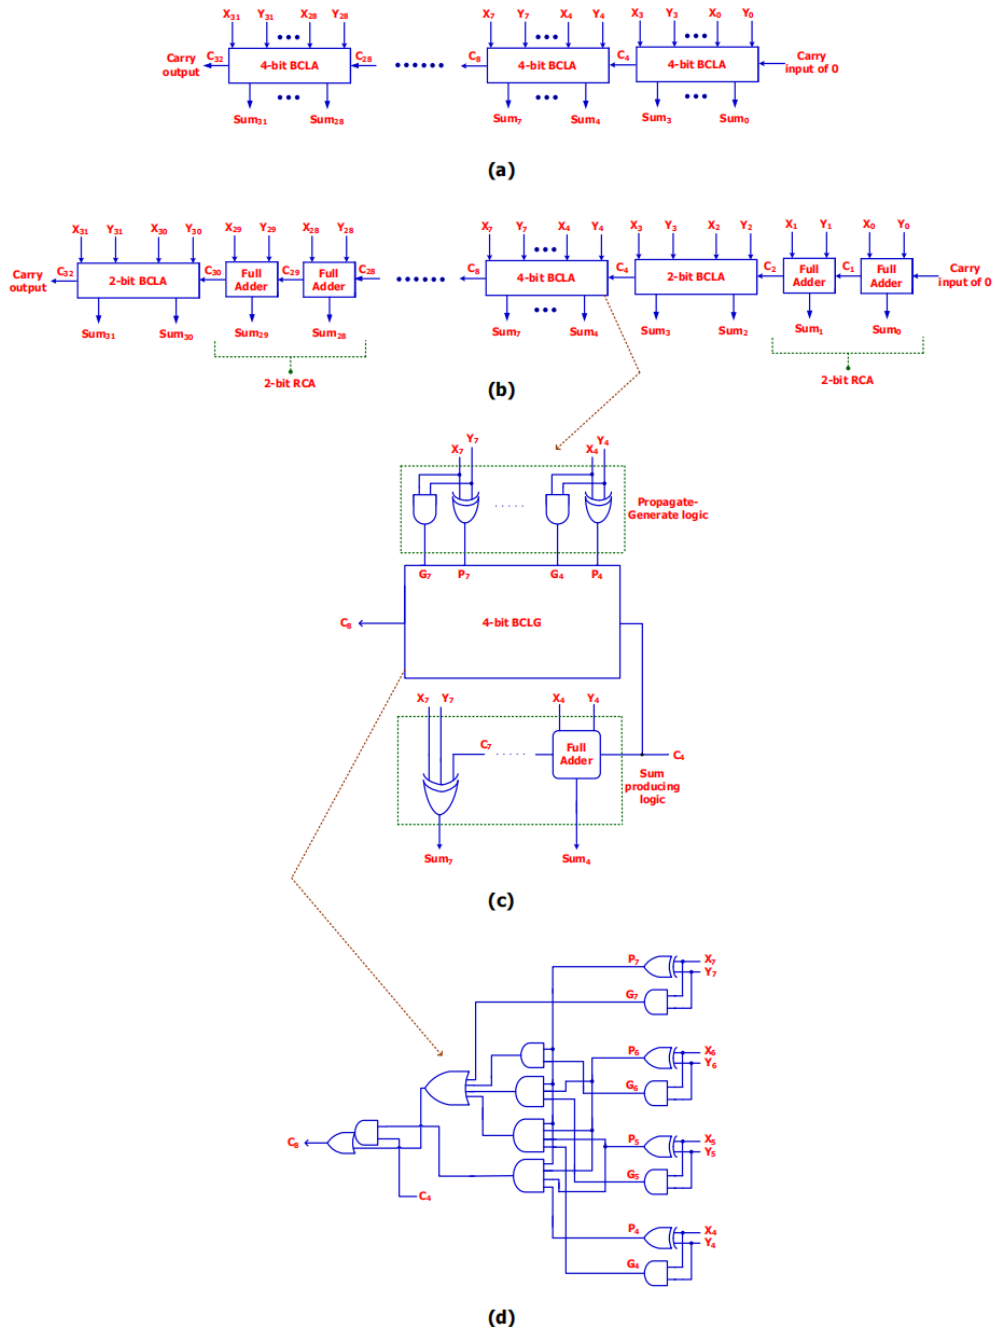 X31 Y31 X28 Y28 X7 Y7 X4 Y4 X3 Y3 X0 Y0
Carry output C32 4-bit BCLA C28 C8 4-bit BCLA C4 4-bit BCLA Carry input of 0
Sum31 Sum28 Sum7 Sum4 Sum3 Sum0
(a)
X31 Y31 X30 Y30 X29 Y29 X28 Y28 X7 Y7 X4 Y4 X3 Y3 X2 Y2 X1 Y1 X0 Y0
Carry output C32 2-bit BCLA C30 Full Adder C29 Full Adder C28 C8 4-bit BCLA C4 2-bit BCLA C2 Full Adder C1 Full Adder Carry input of 0
Sum31 Sum30 Sum29 Sum28 Sum7 Sum4 Sum3 Sum2 Sum1 Sum0
2-bit RCA 2-bit RCA
(b)
X7 Y7 X4 Y4
Propagate-
Generate logic
G7 P7 G4 P4
C8 4-bit BCLG
X7 Y7 X4 Y4
C7 Full Adder C4
Sum
producing
logic
Sum7 Sum4
(c)
P7 X7
Y7
G7
P6 X6
Y6
G6
P5 X5
C8 Y5
G5
C4
P4 X4
Y4
G4
(d)